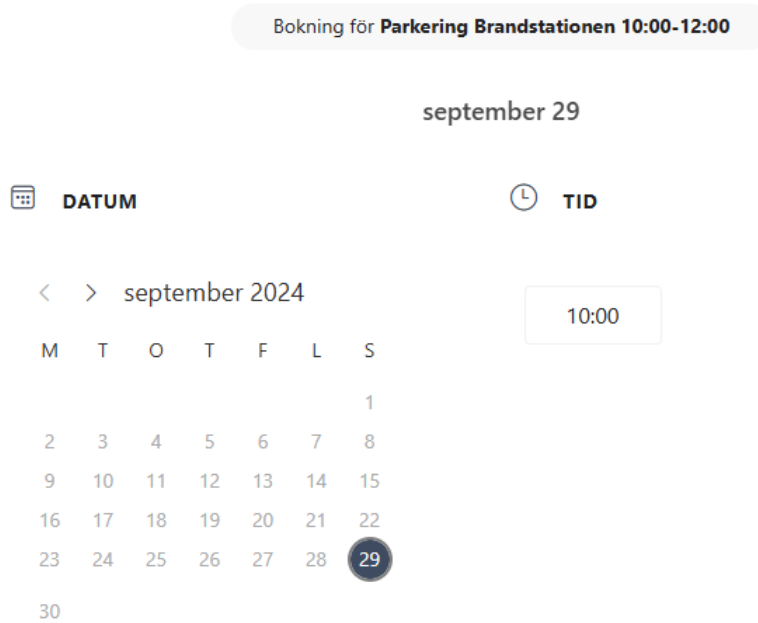 Bokning för Parkering Brandstationen 10:00-12:00
september 29
DATUM
TID
september 2024
10:00
M T O T F L S
1
2 3 4 5 6 7 8
9 10 11 12 13 14 15
16 17 18 19 20 21 22
23 24 25 26 27 28 29
30